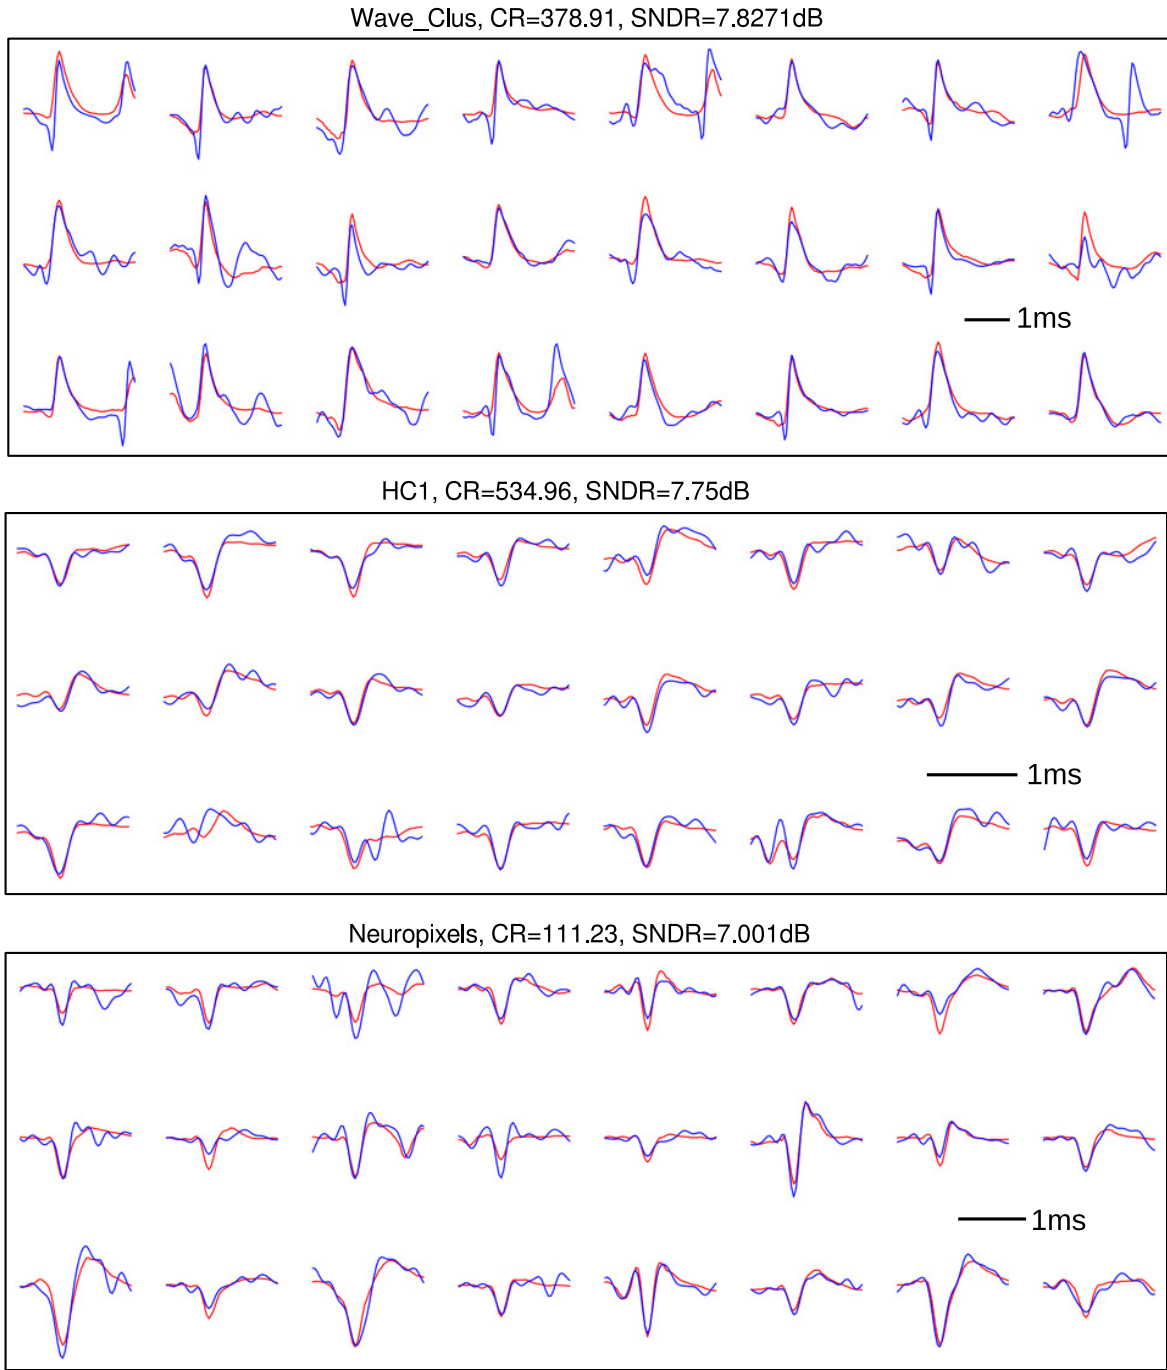 Wave_Clus, CR=378.91, SNDR=7.8271dB
1ms
HC1, CR=534.96, SNDR=7.75dB
1ms
Neuropixels, CR=111.23, SNDR=7.001dB
1ms